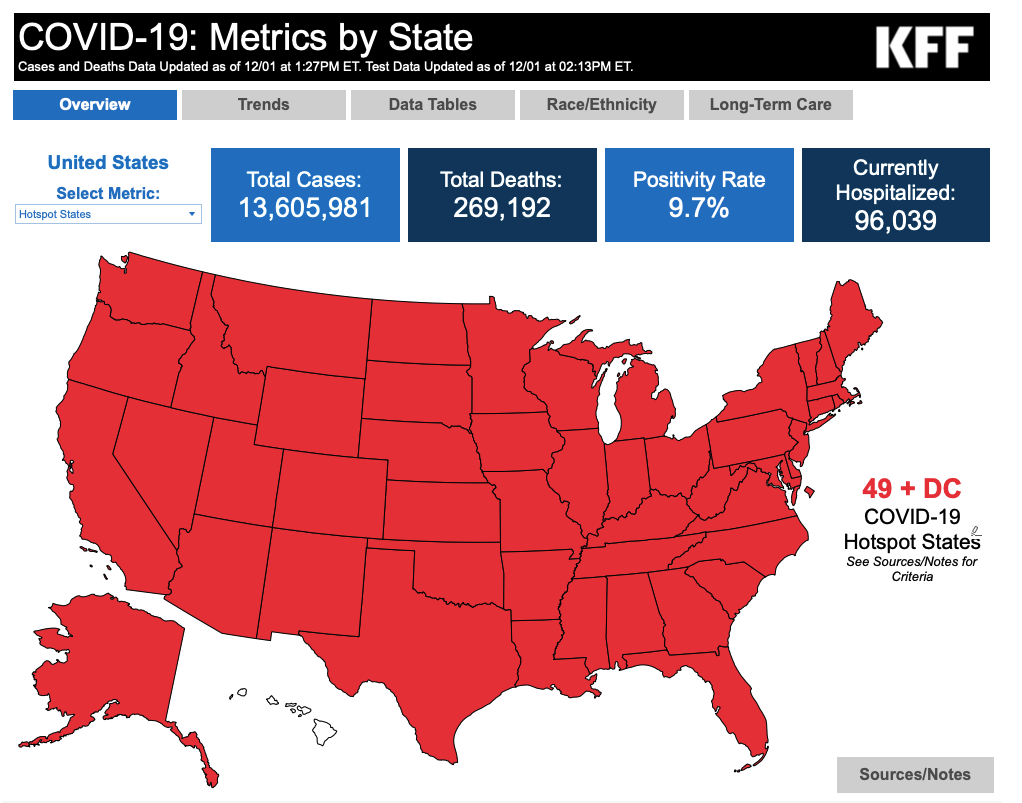 COVID-19: Metrics by State
Cases and Deaths Data Updated as of 12/01 at 1:27PM ET. Test Data Updated as of 12/01 at 02:13PM ET.
KFF
Overview
Trends
Data Tables
Race/Ethnicity
Long-Term Care
United States
Select Metric:
Hotspot States
Total Cases:
13,605,981
Total Deaths:
269,192
Positivity Rate
9.7%
Currently
Hospitalized:
96,039
49 + DC
COVID-19
Hotspot States
See Sources/Notes for
Criteria
Sources/Notes